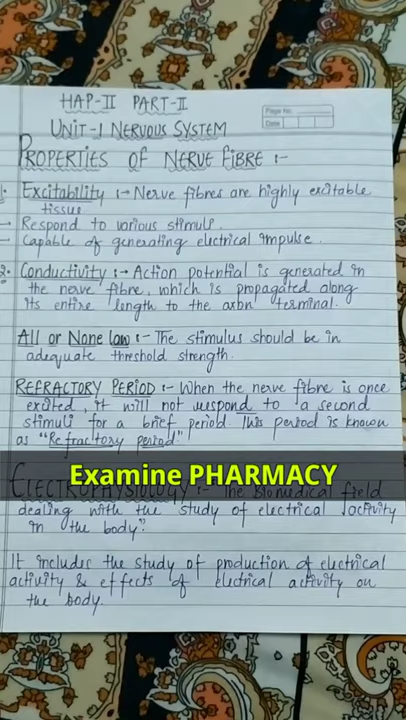 HAP-II PART-II
Page No.
Date
UNIT-1 NERVOUS SYSTEM
PROPERTIES OF NERVE FIBRE :-
1. Excitability :→ Nerve fibres are highly excitable
tissue
→ Respond to various stimuli.
→ Capable of generating electrical impulse.
2. Conductivity :→ Action potential is generated in
the nerve fibre, which is propagated along
its entire length to the axon terminal.
All or None law :- The stimulus should be in
adequate threshold strength.
REFRACTORY PERIOD :- When the nerve fibre is once
excited, it will not respond to a second
stimuli for a brief period. This period is known
as "Refractory period"
Examine PHARMACY
ELECTROPHYSIOLOGY :- The Biomedical field
dealing with the study of electrical activity
in the body".
It includes the study of production of electrical
activity & effects of electrical activity on
the body.